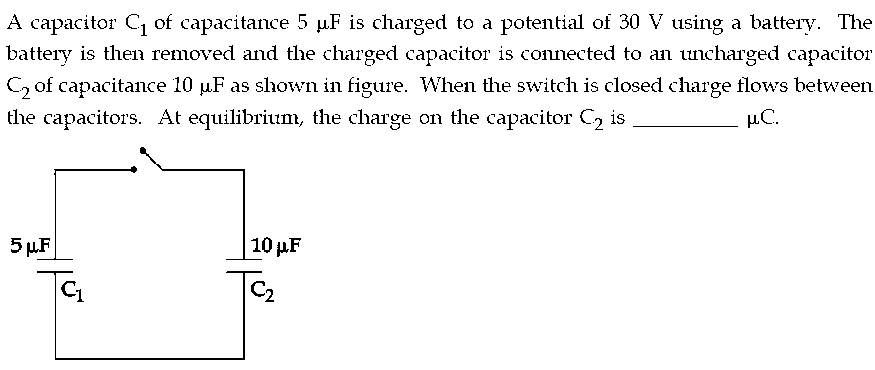 A capacitor C₁ of capacitance 5 μF is charged to a potential of 30 V using a battery. The
battery is then removed and the charged capacitor is connected to an uncharged capacitor
C₂ of capacitance 10 μF as shown in figure. When the switch is closed charge flows between
the capacitors. At equilibrium, the charge on the capacitor C₂ is __________ μC.
5 μF
10 μF
C₁
C₂